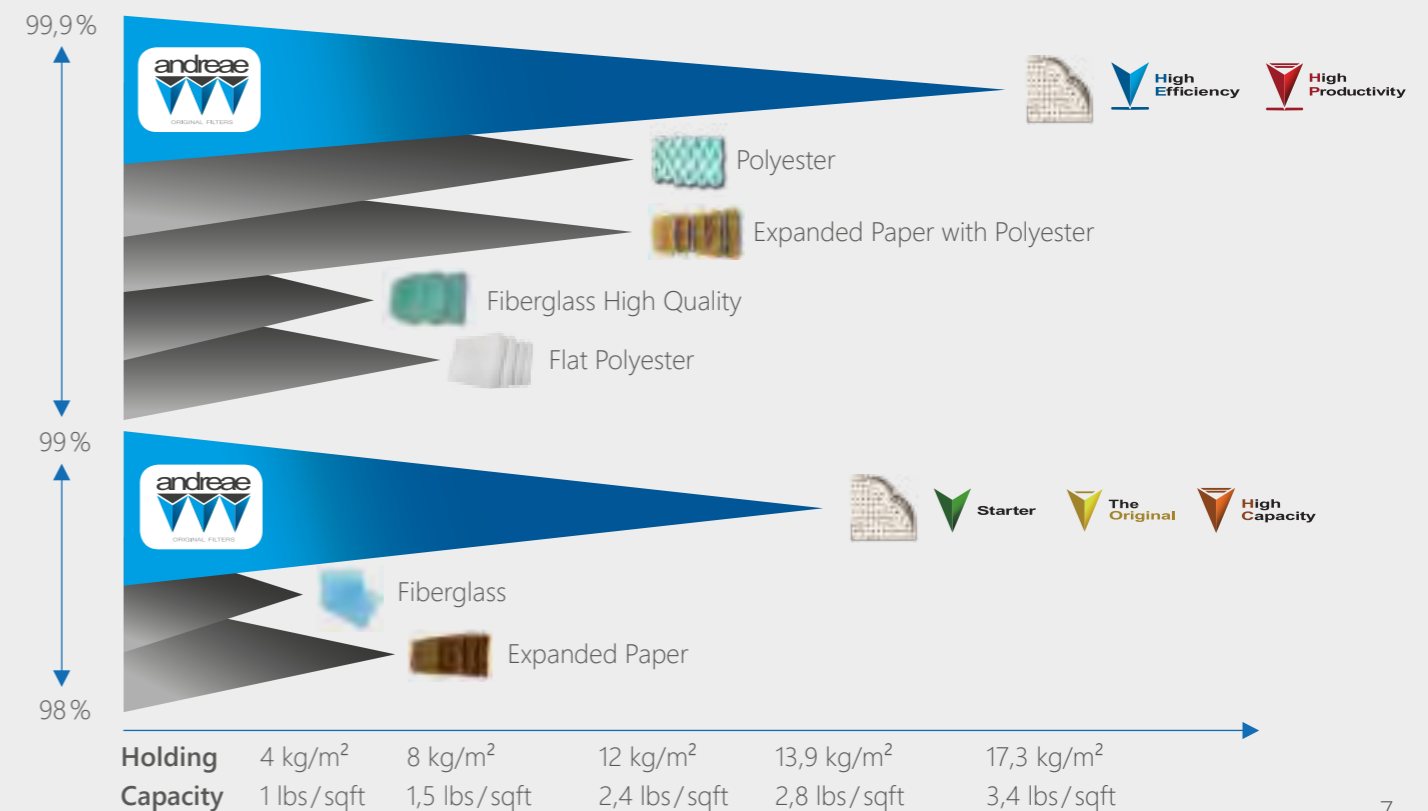 99,9 %
andreae
ORIGINAL FILTERS
High
Efficiency
High
Productivity
Polyester
Expanded Paper with Polyester
Fiberglass High Quality
Flat Polyester
99 %
andreae
ORIGINAL FILTERS
Starter
The
Original
High
Capacity
Fiberglass
Expanded Paper
98 %
Holding 4 kg/m² 8 kg/m² 12 kg/m² 13,9 kg/m² 17,3 kg/m²
Capacity 1 lbs/sqft 1,5 lbs/sqft 2,4 lbs/sqft 2,8 lbs/sqft 3,4 lbs/sqft
7